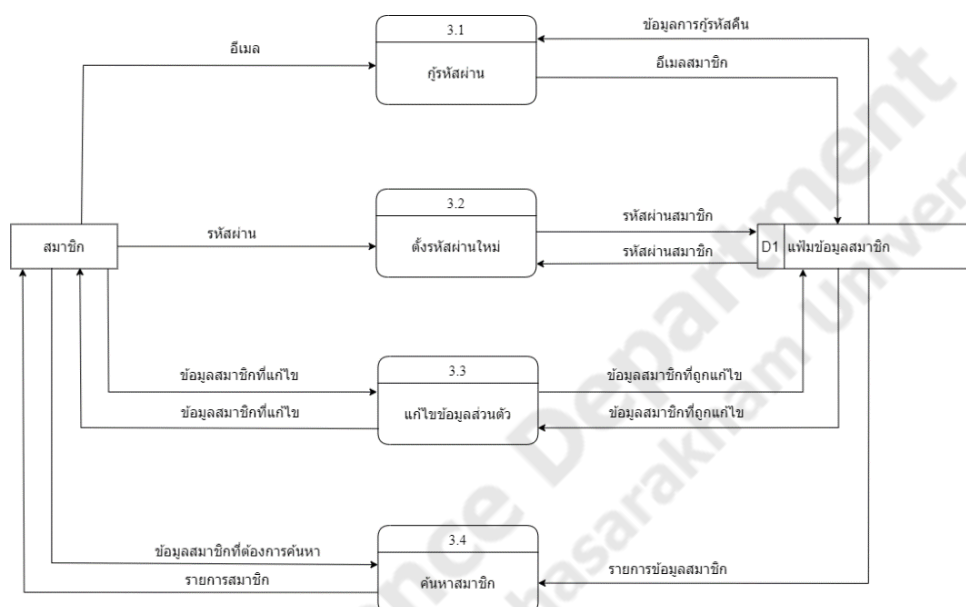 3.1
ข้อมูลการกู้รหัสคืน
อีเมล
กู้รหัสผ่าน
อีเมลสมาชิก
3.2
รหัสผ่านสมาชิก
รหัสผ่าน
สมาชิก
ตั้งรหัสผ่านใหม่
D1 แฟ้มข้อมูลสมาชิก
รหัสผ่านสมาชิก
3.3
ข้อมูลสมาชิกที่แก้ไข
ข้อมูลสมาชิกที่ถูกแก้ไข
ข้อมูลสมาชิกที่แก้ไข
แก้ไขข้อมูลส่วนตัว
ข้อมูลสมาชิกที่ถูกแก้ไข
3.4
ข้อมูลสมาชิกที่ต้องการค้นหา
รายการสมาชิก
ค้นหาสมาชิก
รายการข้อมูลสมาชิก
ence Department
hasarakham Univers